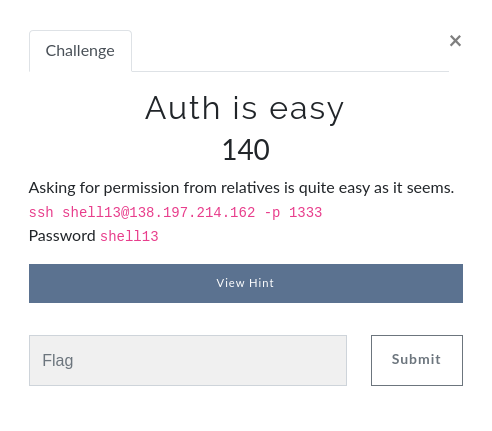 Challenge
×
Auth is easy
140
Asking for permission from relatives is quite easy as it seems.
ssh shell13@138.197.214.162 -p 1333
Password shell13
View Hint
Flag
Submit